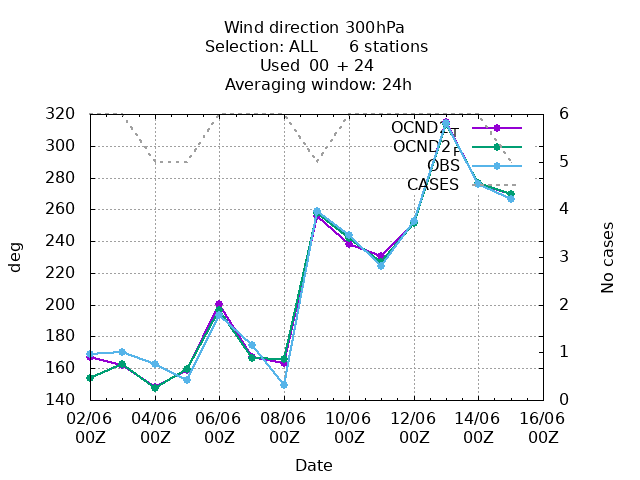 Wind direction 300hPa
Selection: ALL 6 stations
Used 00 + 24
Averaging window: 24h
deg
No cases
320
300
280
260
240
220
200
180
160
140
6
5
4
3
2
1
0
OCND2_T
OCND2_F
OBS
CASES
02/06 04/06 06/06 08/06 10/06 12/06 14/06 16/06
00Z 00Z 00Z 00Z 00Z 00Z 00Z 00Z
Date